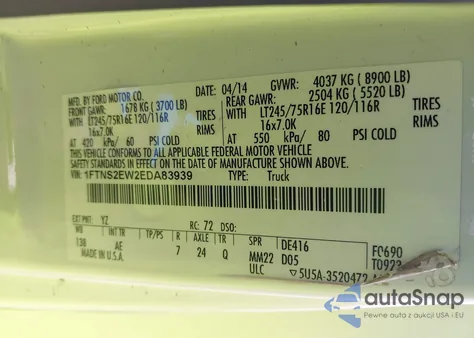 MFD. BY FORD MOTOR CO.
DATE: 04/14 GVWR: 4037 KG ( 8900 LB)
FRONT GAWR: REAR GAWR:
1678 KG ( 3700 LB) 2504 KG ( 5520 LB)
WITH WITH
LT245/75R16E 120/116R TIRES LT245/75R16E 120/116R TIRES
16x7.0K RIMS 16x7.0K RIMS
AT 420 kPa/ 60 PSI COLD AT 550 kPa/ 80 PSI COLD
THIS VEHICLE CONFORMS TO ALL APPLICABLE FEDERAL MOTOR VEHICLE
SAFETY STANDARDS IN EFFECT ON THE DATE OF MANUFACTURE SHOWN ABOVE.
VIN: 1FTNS2EW2EDA83939 TYPE: Truck
EXT PNT: YZ RC: 72 DSO:
WB INTR TR TP/PS R AXLE TR SPR DE416 FC690
138 AE 7 24 Q MM22 D05 T0923
MADE IN U.S.A. ULC 5U5A-3520472
autoSnap
Pewne auta z aukcji USA i EU